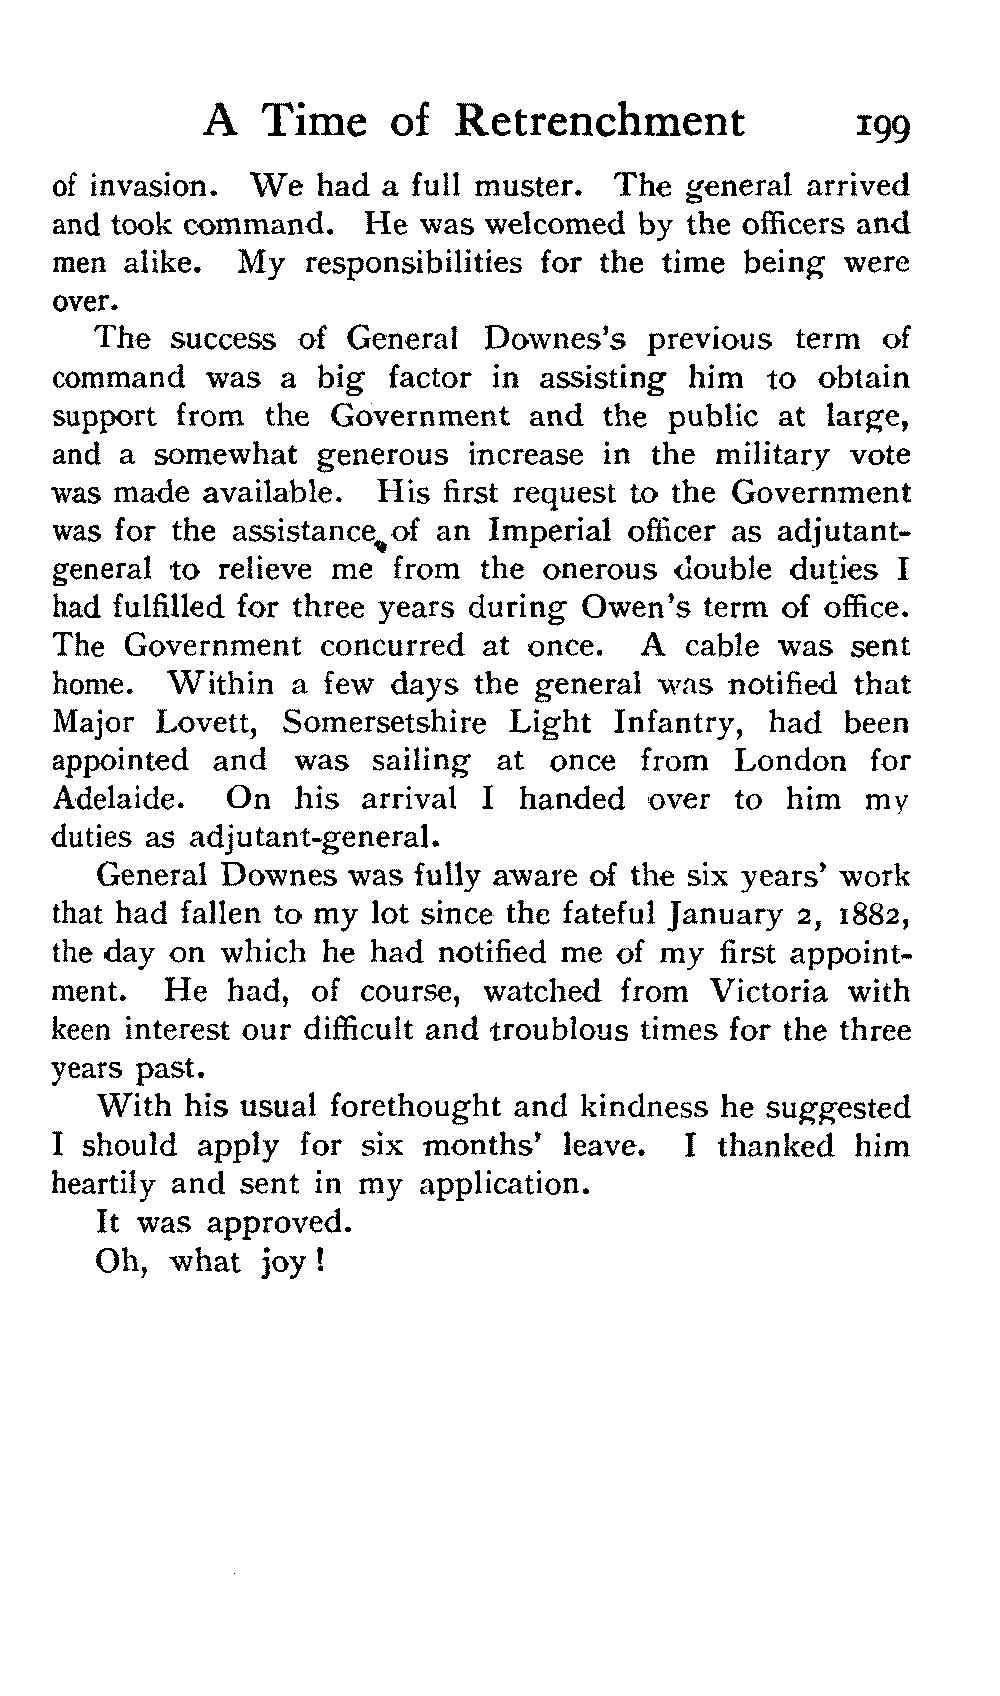 A Time of Retrenchment 199
of invasion. We had a full muster. The general arrived
and took command. He was welcomed by the officers and
men alike. My responsibilities for the time being were
over.
The success of General Downes's previous term of
command was a big factor in assisting him to obtain
support from the Government and the public at large,
and a somewhat generous increase in the military vote
was made available. His first request to the Government
was for the assistance of an Imperial officer as adjutant-
general to relieve me from the onerous double duties I
had fulfilled for three years during Owen's term of office.
The Government concurred at once. A cable was sent
home. Within a few days the general was notified that
Major Lovett, Somersetshire Light Infantry, had been
appointed and was sailing at once from London for
Adelaide. On his arrival I handed over to him my
duties as adjutant-general.
General Downes was fully aware of the six years' work
that had fallen to my lot since the fateful January 2, 1882,
the day on which he had notified me of my first appoint-
ment. He had, of course, watched from Victoria with
keen interest our difficult and troublous times for the three
years past.
With his usual forethought and kindness he suggested
I should apply for six months' leave. I thanked him
heartily and sent in my application.
It was approved.
Oh, what joy !